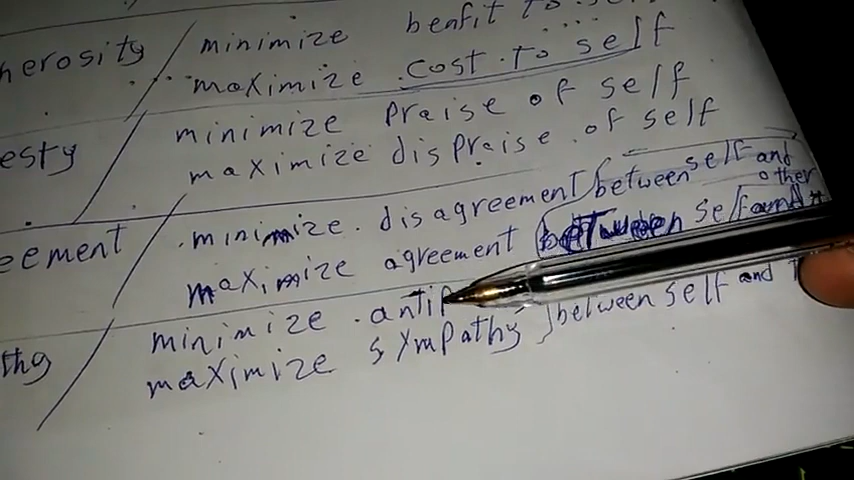 minimize benfit to
nerosity / maximize cost to self
minimize Praise of self
esty / maximize dispraise of self
eement / minimize disagreement between self and other
maximize agreement between self and
minimize antip
thy / maximize sympathy between self and